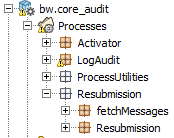 bw.core_audit
Processes
Activator
LogAudit
ProcessUtilities
Resubmission
fetchMessages
Resubmission